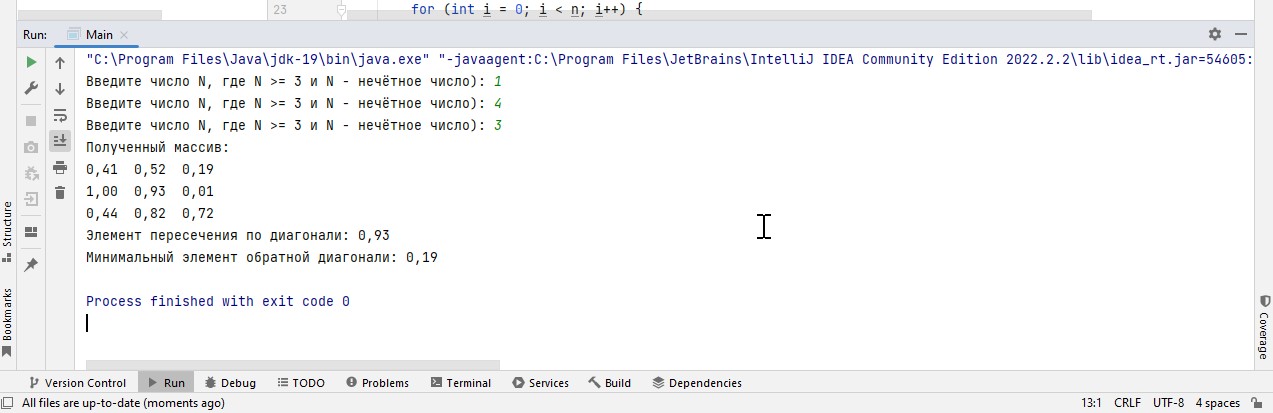 23 for (int i = 0; i < n; i++) {
Run: Main
"C:\Program Files\Java\jdk-19\bin\java.exe" "-javaagent:C:\Program Files\JetBrains\IntelliJ IDEA Community Edition 2022.2.2\lib\idea_rt.jar=54605:
Введите число N, где N >= 3 и N - нечётное число): 1
Введите число N, где N >= 3 и N - нечётное число): 4
Введите число N, где N >= 3 и N - нечётное число): 3
Полученный массив:
0,41 0,52 0,19
1,00 0,93 0,01
0,44 0,82 0,72
Элемент пересечения по диагонали: 0,93
Минимальный элемент обратной диагонали: 0,19
Process finished with exit code 0
Structure
Bookmarks
Coverage
Version Control Run Debug TODO Problems Terminal Services Build Dependencies
All files are up-to-date (moments ago) 13:1 CRLF UTF-8 4 spaces